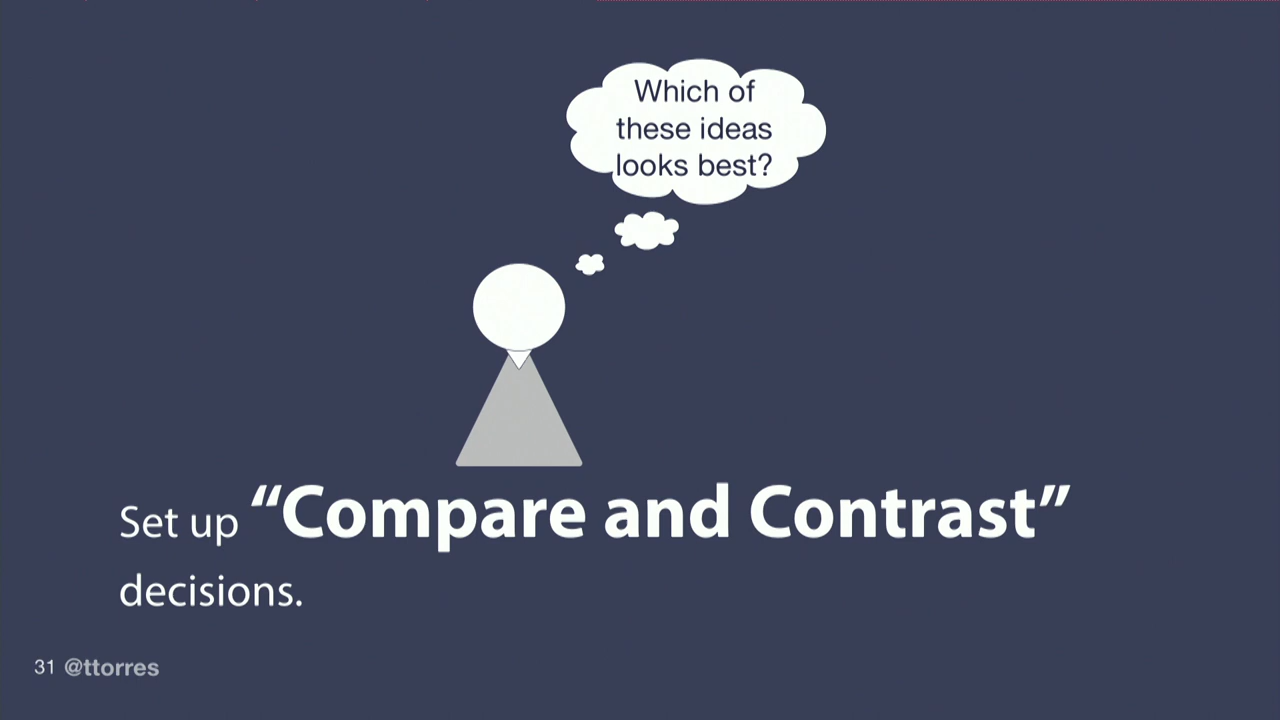 Which of
these ideas
looks best?
Set up “Compare and Contrast”
decisions.
31 @ttorres